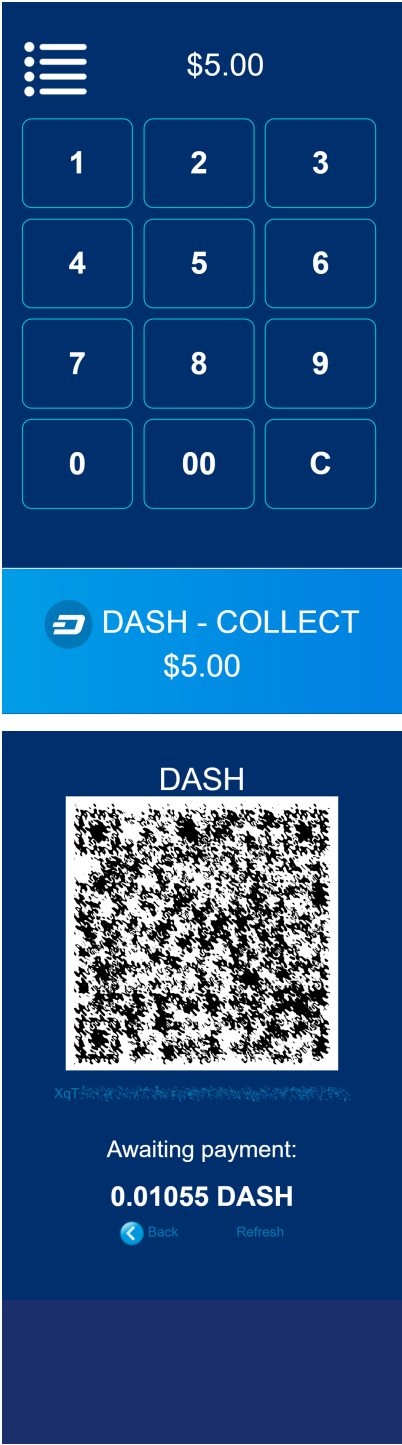 $5.00
1 2 3
4 5 6
7 8 9
0 00 C
DASH - COLLECT
$5.00
DASH
XqT
Awaiting payment:
0.01055 DASH
Back Refresh